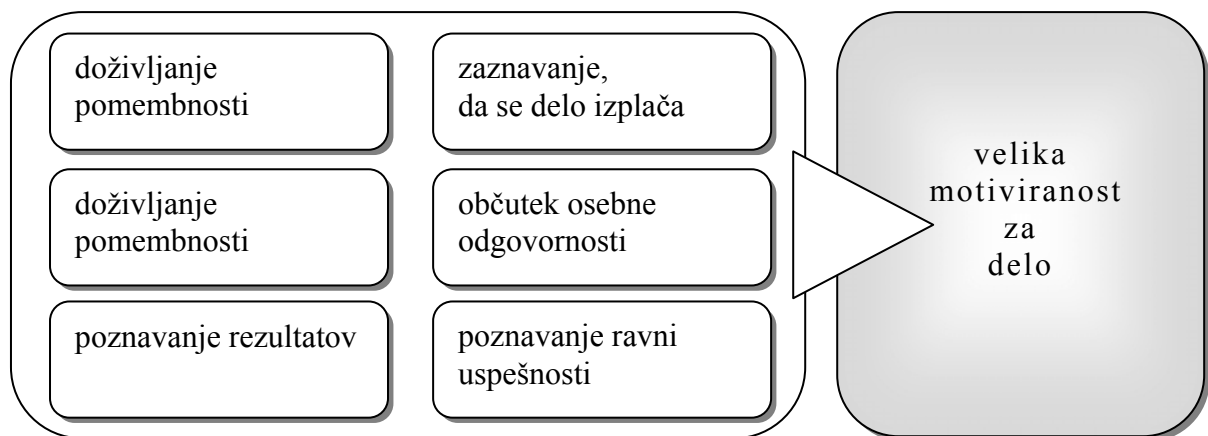 doživljanje
pomembnosti
zaznavanje,
da se delo izplača
doživljanje
pomembnosti
občutek osebne
odgovornosti
poznavanje rezultatov
poznavanje ravni
uspešnosti
velika
motiviranost
za
delo